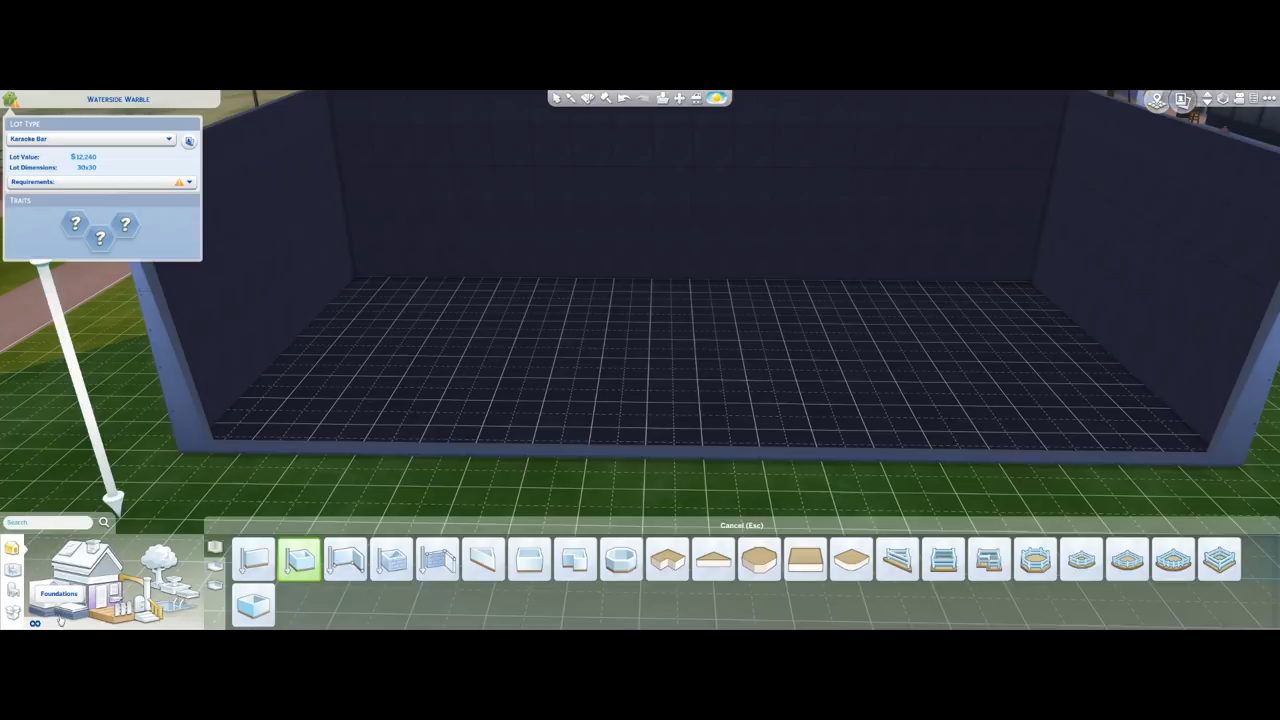 WATERSIDE WARBLE
LOT TYPE
Karaoke Bar
Lot Value: §12,240
Lot Dimensions: 30x30
Requirements:
TRAITS
? ? ?
Cancel (Esc)
Search
Foundations